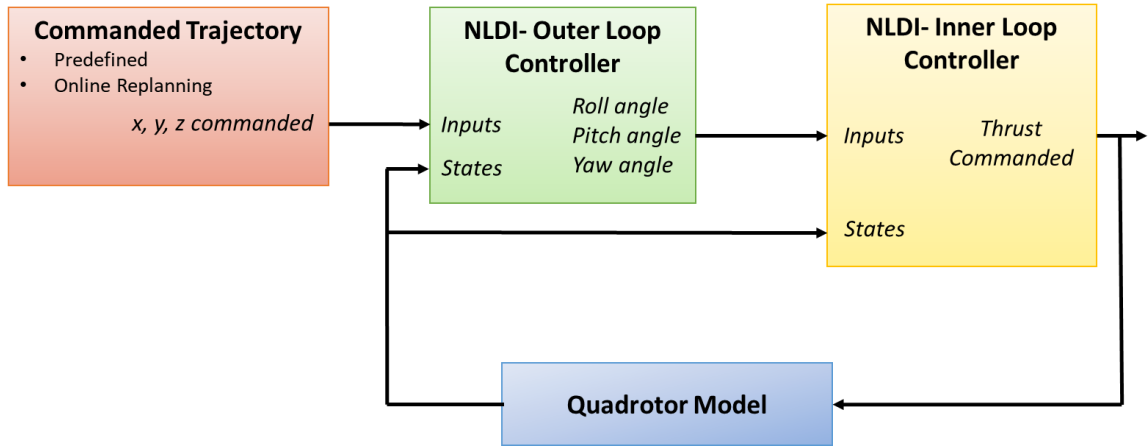 Commanded Trajectory
• Predefined
• Online Replanning
x, y, z commanded
NLDI- Outer Loop
Controller
Inputs
States
Roll angle
Pitch angle
Yaw angle
NLDI- Inner Loop
Controller
Inputs
States
Thrust
Commanded
Quadrotor Model